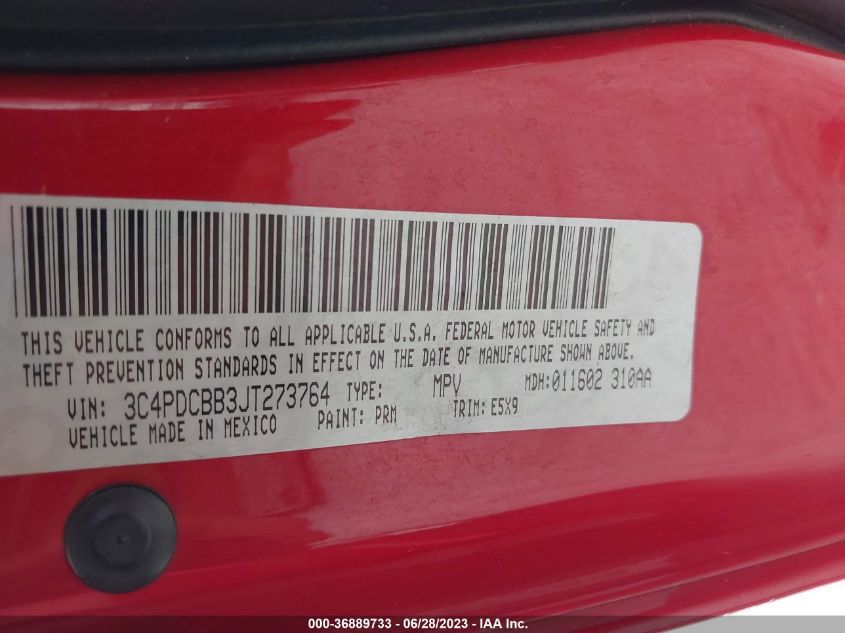 THIS VEHICLE CONFORMS TO ALL APPLICABLE U.S.A. FEDERAL MOTOR VEHICLE SAFETY AND
THEFT PREVENTION STANDARDS IN EFFECT ON THE DATE OF MANUFACTURE SHOWN ABOVE.
VIN: 3C4PDCBB3JT273764 TYPE: MPV MDH:011602 310AA
VEHICLE MADE IN MEXICO PAINT: PRM TRIM: E5X9
000-36889733 - 06/28/2023 - IAA Inc.